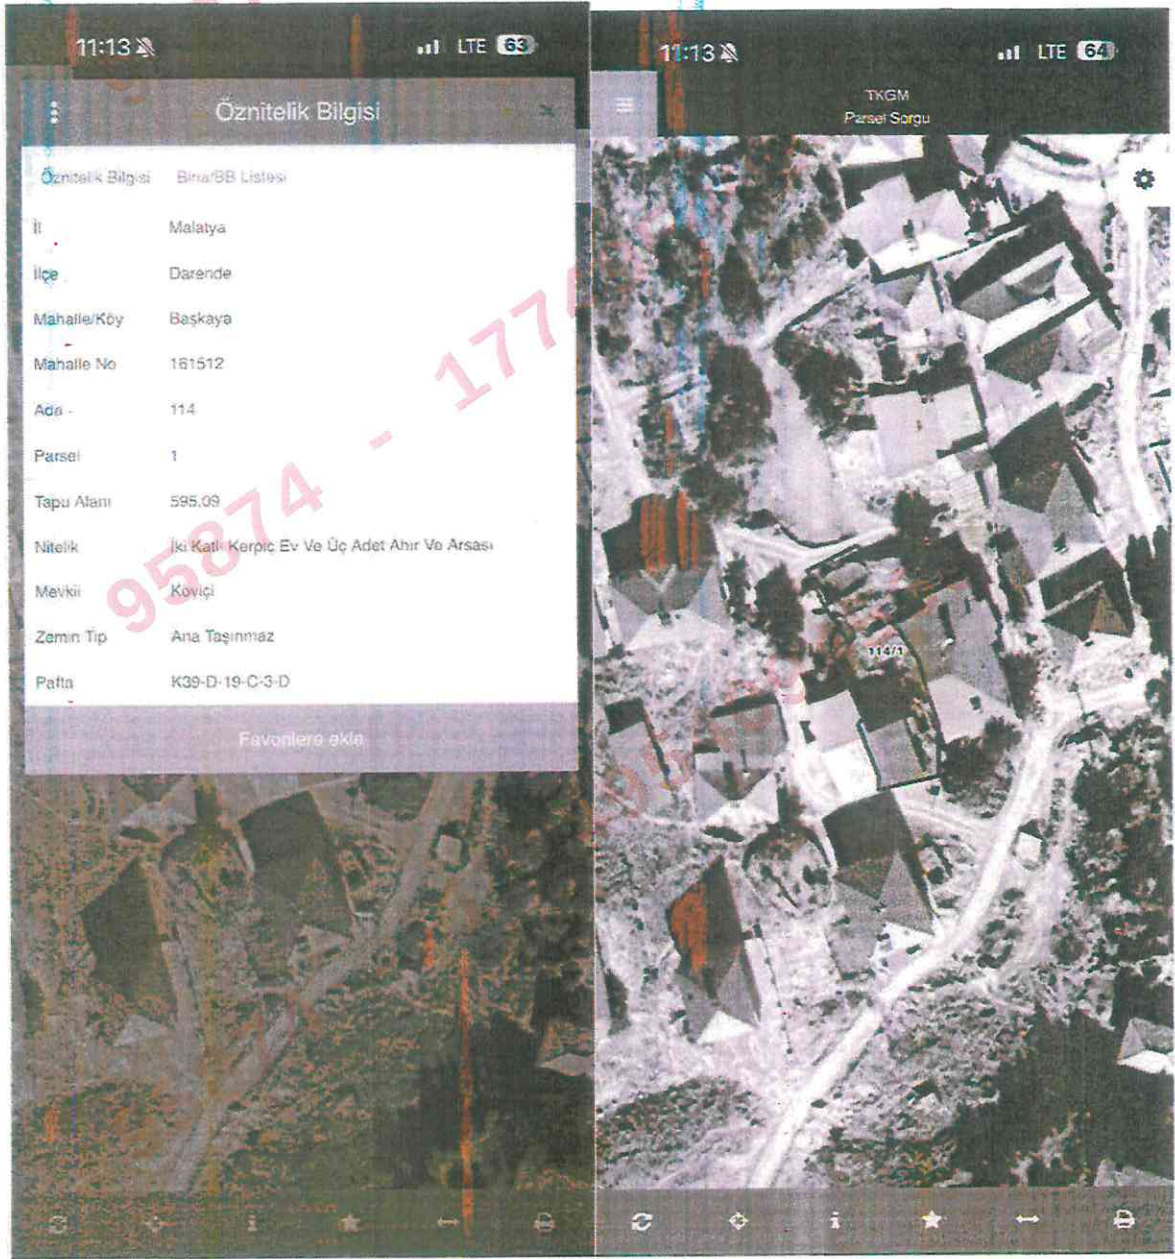 11:13
LTE 63
Öznitelik Bilgisi
Öznitelik Bilgisi Bina/BB Listesi
İl Malatya
İlçe Darende
Mahalle/Köy Başkaya
Mahalle No 161512
Ada - 114
Parsel 1
Tapu Alanı 595.09
Nitelik İki Katlı Kerpiç Ev Ve Üç Adet Ahır Ve Arsası
Mevkii Köyiçi
Zemin Tip Ana Taşınmaz
Pafta K39-D-19-C-3-D
Favorilere ekle
95874 - 1774
11:13
LTE 64
TKGM
Parsel Sorgu
114/1